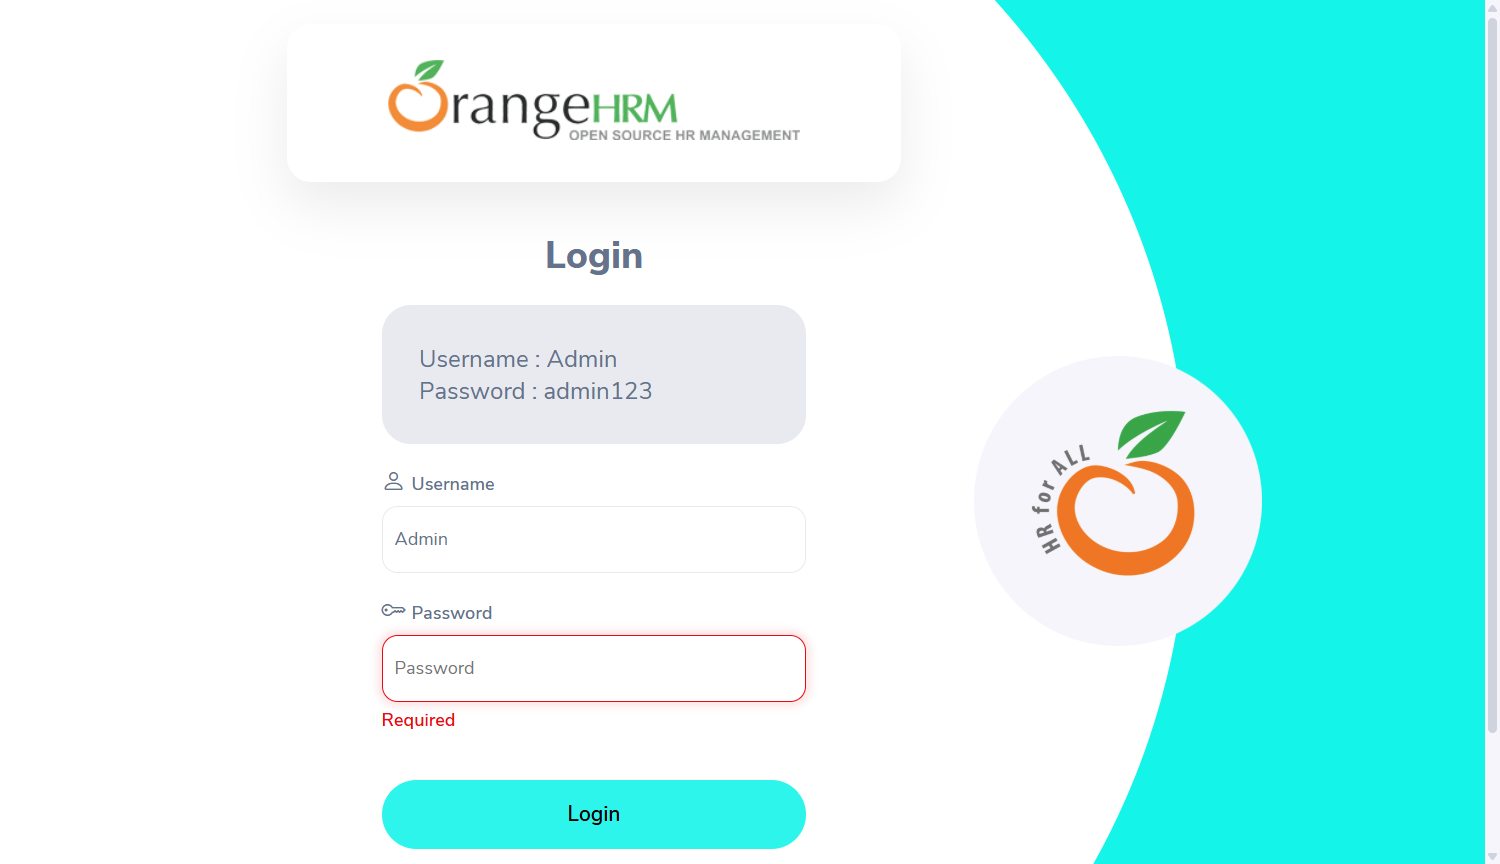 OrangeHRM
OPEN SOURCE HR MANAGEMENT
Login
Username : Admin
Password : admin123
Username
Admin
Password
Password
Required
Login
HR for ALL